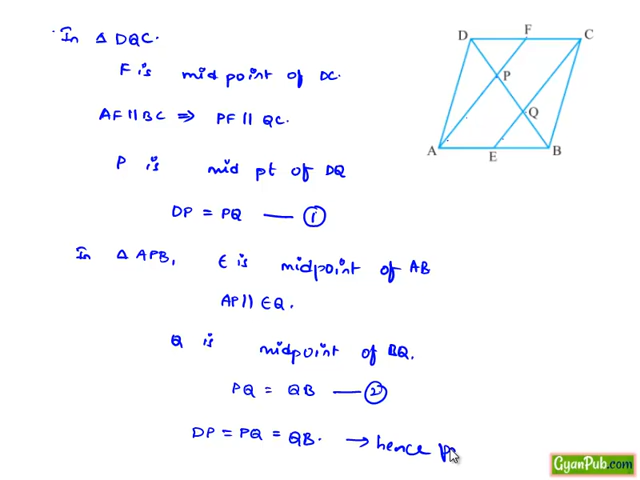 In △ DQC.
F is midpoint of DC.
AF || BC ⇒ PF || QC.
P is mid pt of DQ
DP = PQ — ①
In △ APB, E is midpoint of AB
AP || EQ.
Q is midpoint of BQ.
PQ = QB — ②
DP = PQ = QB. → hence
D F C
P
Q
A E B
GyanPub.com